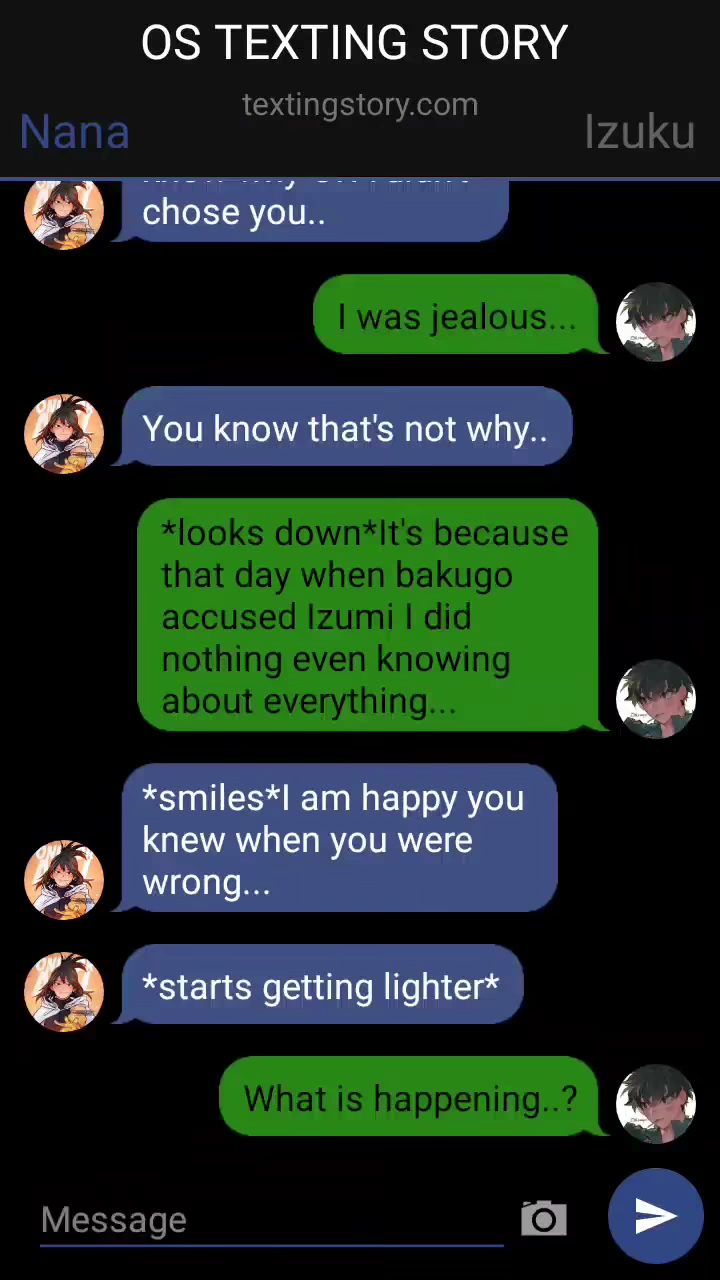 OS TEXTING STORY
textingstory.com
Nana
Izuku
chose you..
I was jealous...
You know that's not why..
*looks down*It's because
that day when bakugo
accused Izumi I did
nothing even knowing
about everything...
*smiles*I am happy you
knew when you were
wrong...
*starts getting lighter*
What is happening..?
Message